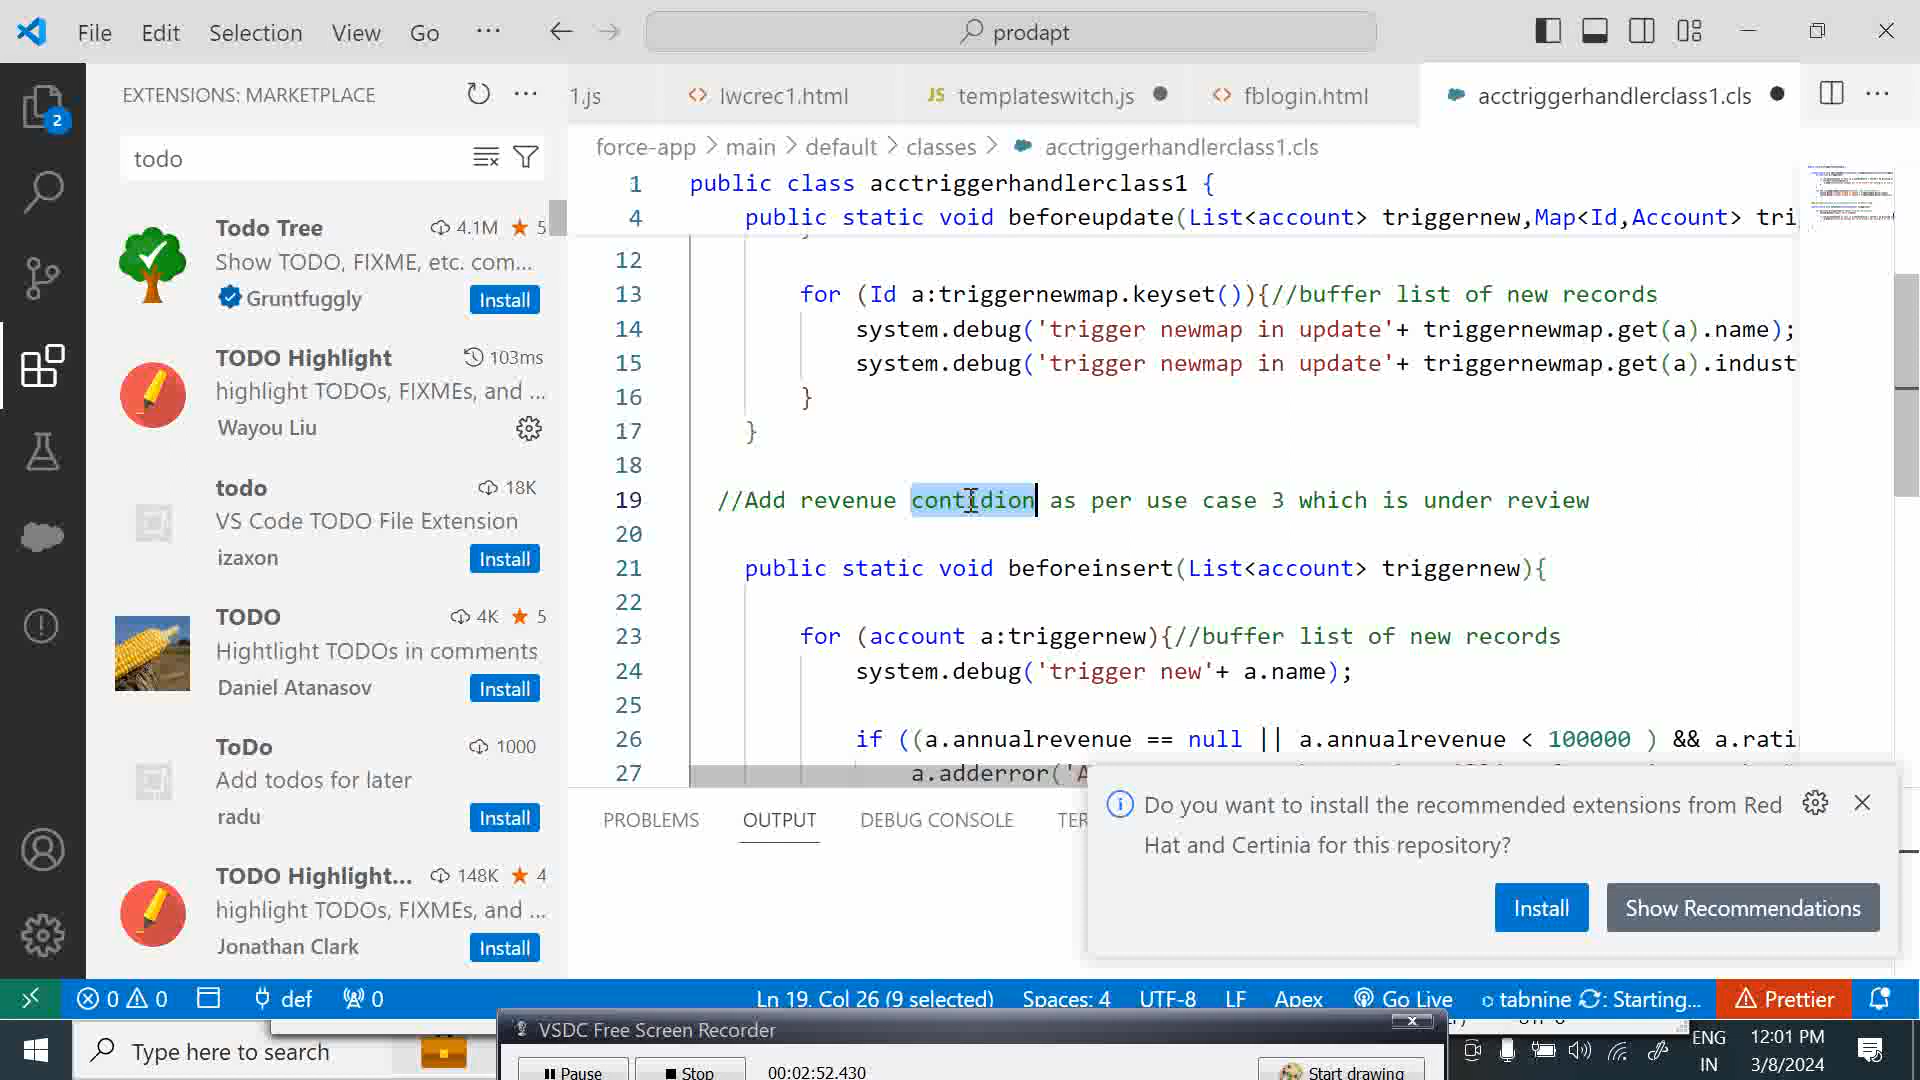 File Edit Selection View Go ··· prodapt
EXTENSIONS: MARKETPLACE
todo
Todo Tree 4.1M 5
Show TODO, FIXME, etc. com...
Gruntfuggly Install
TODO Highlight 103ms
highlight TODOs, FIXMEs, and ...
Wayou Liu
todo 18K
VS Code TODO File Extension
izaxon Install
TODO 4K 5
Hightlight TODOs in comments
Daniel Atanasov Install
ToDo 1000
Add todos for later
radu Install
TODO Highlight... 148K 4
highlight TODOs, FIXMEs, and ...
Jonathan Clark Install
2
1.js lwcrec1.html JS templateswitch.js fblogin.html acctriggerhandlerclass1.cls
force-app > main > default > classes > acctriggerhandlerclass1.cls
1 public class acctriggerhandlerclass1 {
4 public static void beforeupdate(List<account> triggernew,Map<Id,Account> tri
12
13 for (Id a:triggernewmap.keyset()){//buffer list of new records
14 system.debug('trigger newmap in update'+ triggernewmap.get(a).name);
15 system.debug('trigger newmap in update'+ triggernewmap.get(a).indust
16 }
17 }
18
19 //Add revenue contidion as per use case 3 which is under review
20
21 public static void beforeinsert(List<account> triggernew){
22
23 for (account a:triggernew){//buffer list of new records
24 system.debug('trigger new'+ a.name);
25
26 if ((a.annualrevenue == null || a.annualrevenue < 100000 ) && a.rati
27 a.adderror('A
PROBLEMS OUTPUT DEBUG CONSOLE TER
Do you want to install the recommended extensions from Red
Hat and Certinia for this repository?
Install Show Recommendations
0 0 def 0 Ln 19, Col 26 (9 selected) Spaces: 4 UTF-8 LF Apex Go Live tabnine : Starting... Prettier
VSDC Free Screen Recorder
Pause Stop 00:02:52.430 Start drawing
Type here to search
ENG
IN
12:01 PM
3/8/2024